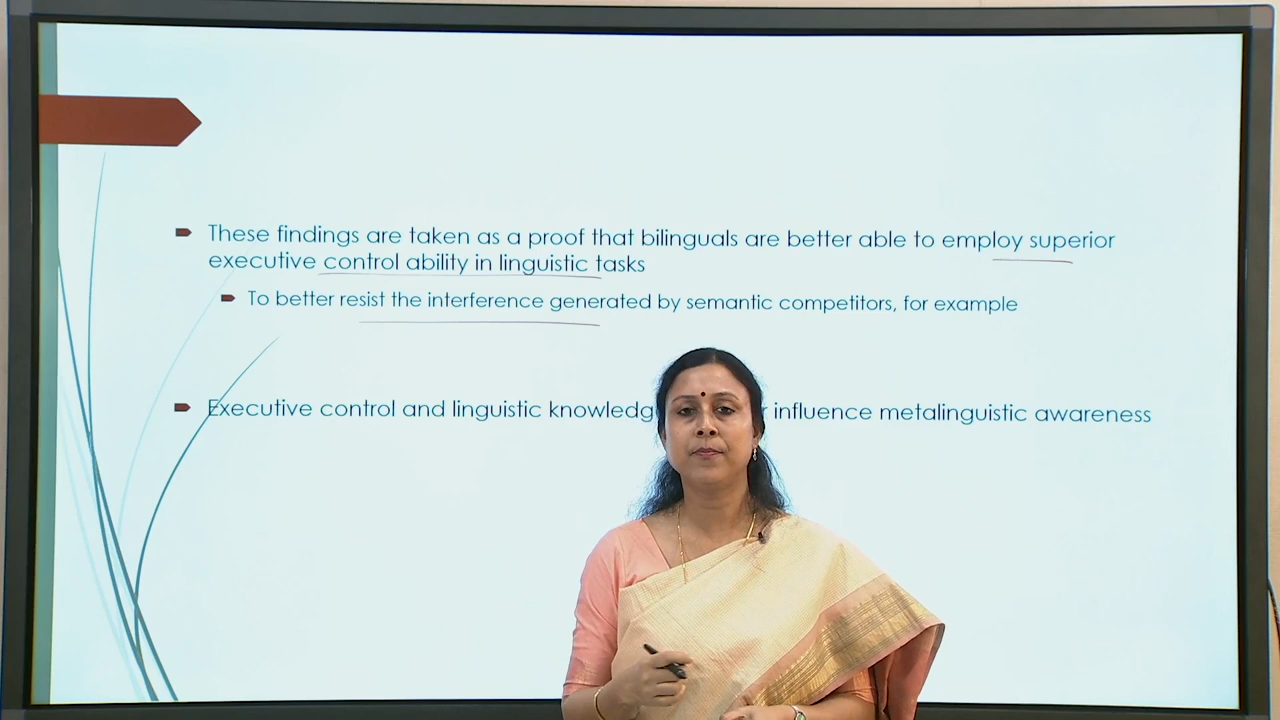 These findings are taken as a proof that bilinguals are better able to employ superior
executive control ability in linguistic tasks
To better resist the interference generated by semantic competitors, for example
Executive control and linguistic influence metalinguistic awareness